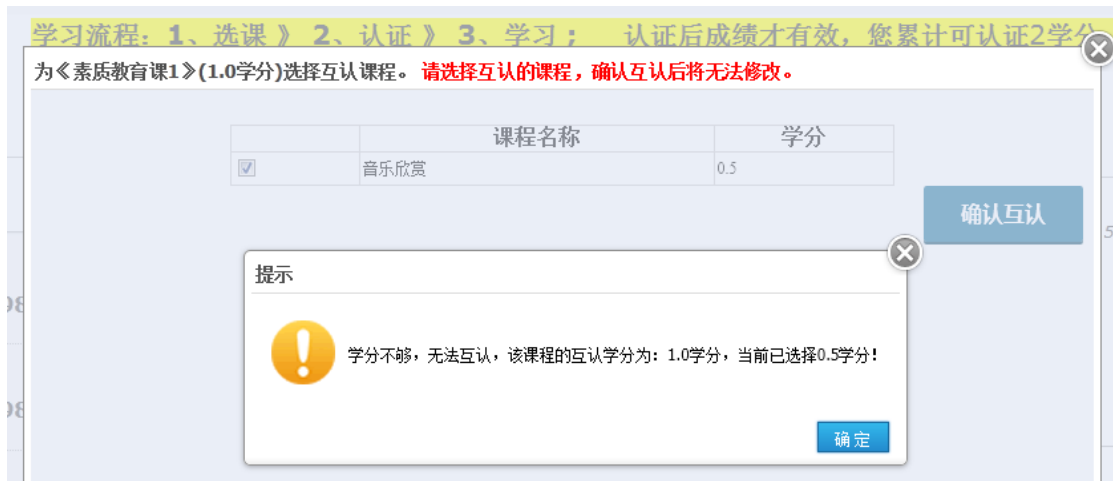 学习流程：1、选课 》 2、认证 》 3、学习； 认证后成绩才有效，您累计可认证2学分
为《素质教育课1》(1.0学分)选择互认课程。请选择互认的课程，确认互认后将无法修改。
课程名称 学分
音乐欣赏 0.5
确认互认
提示
学分不够，无法互认，该课程的互认学分为：1.0学分，当前已选择0.5学分！
确定